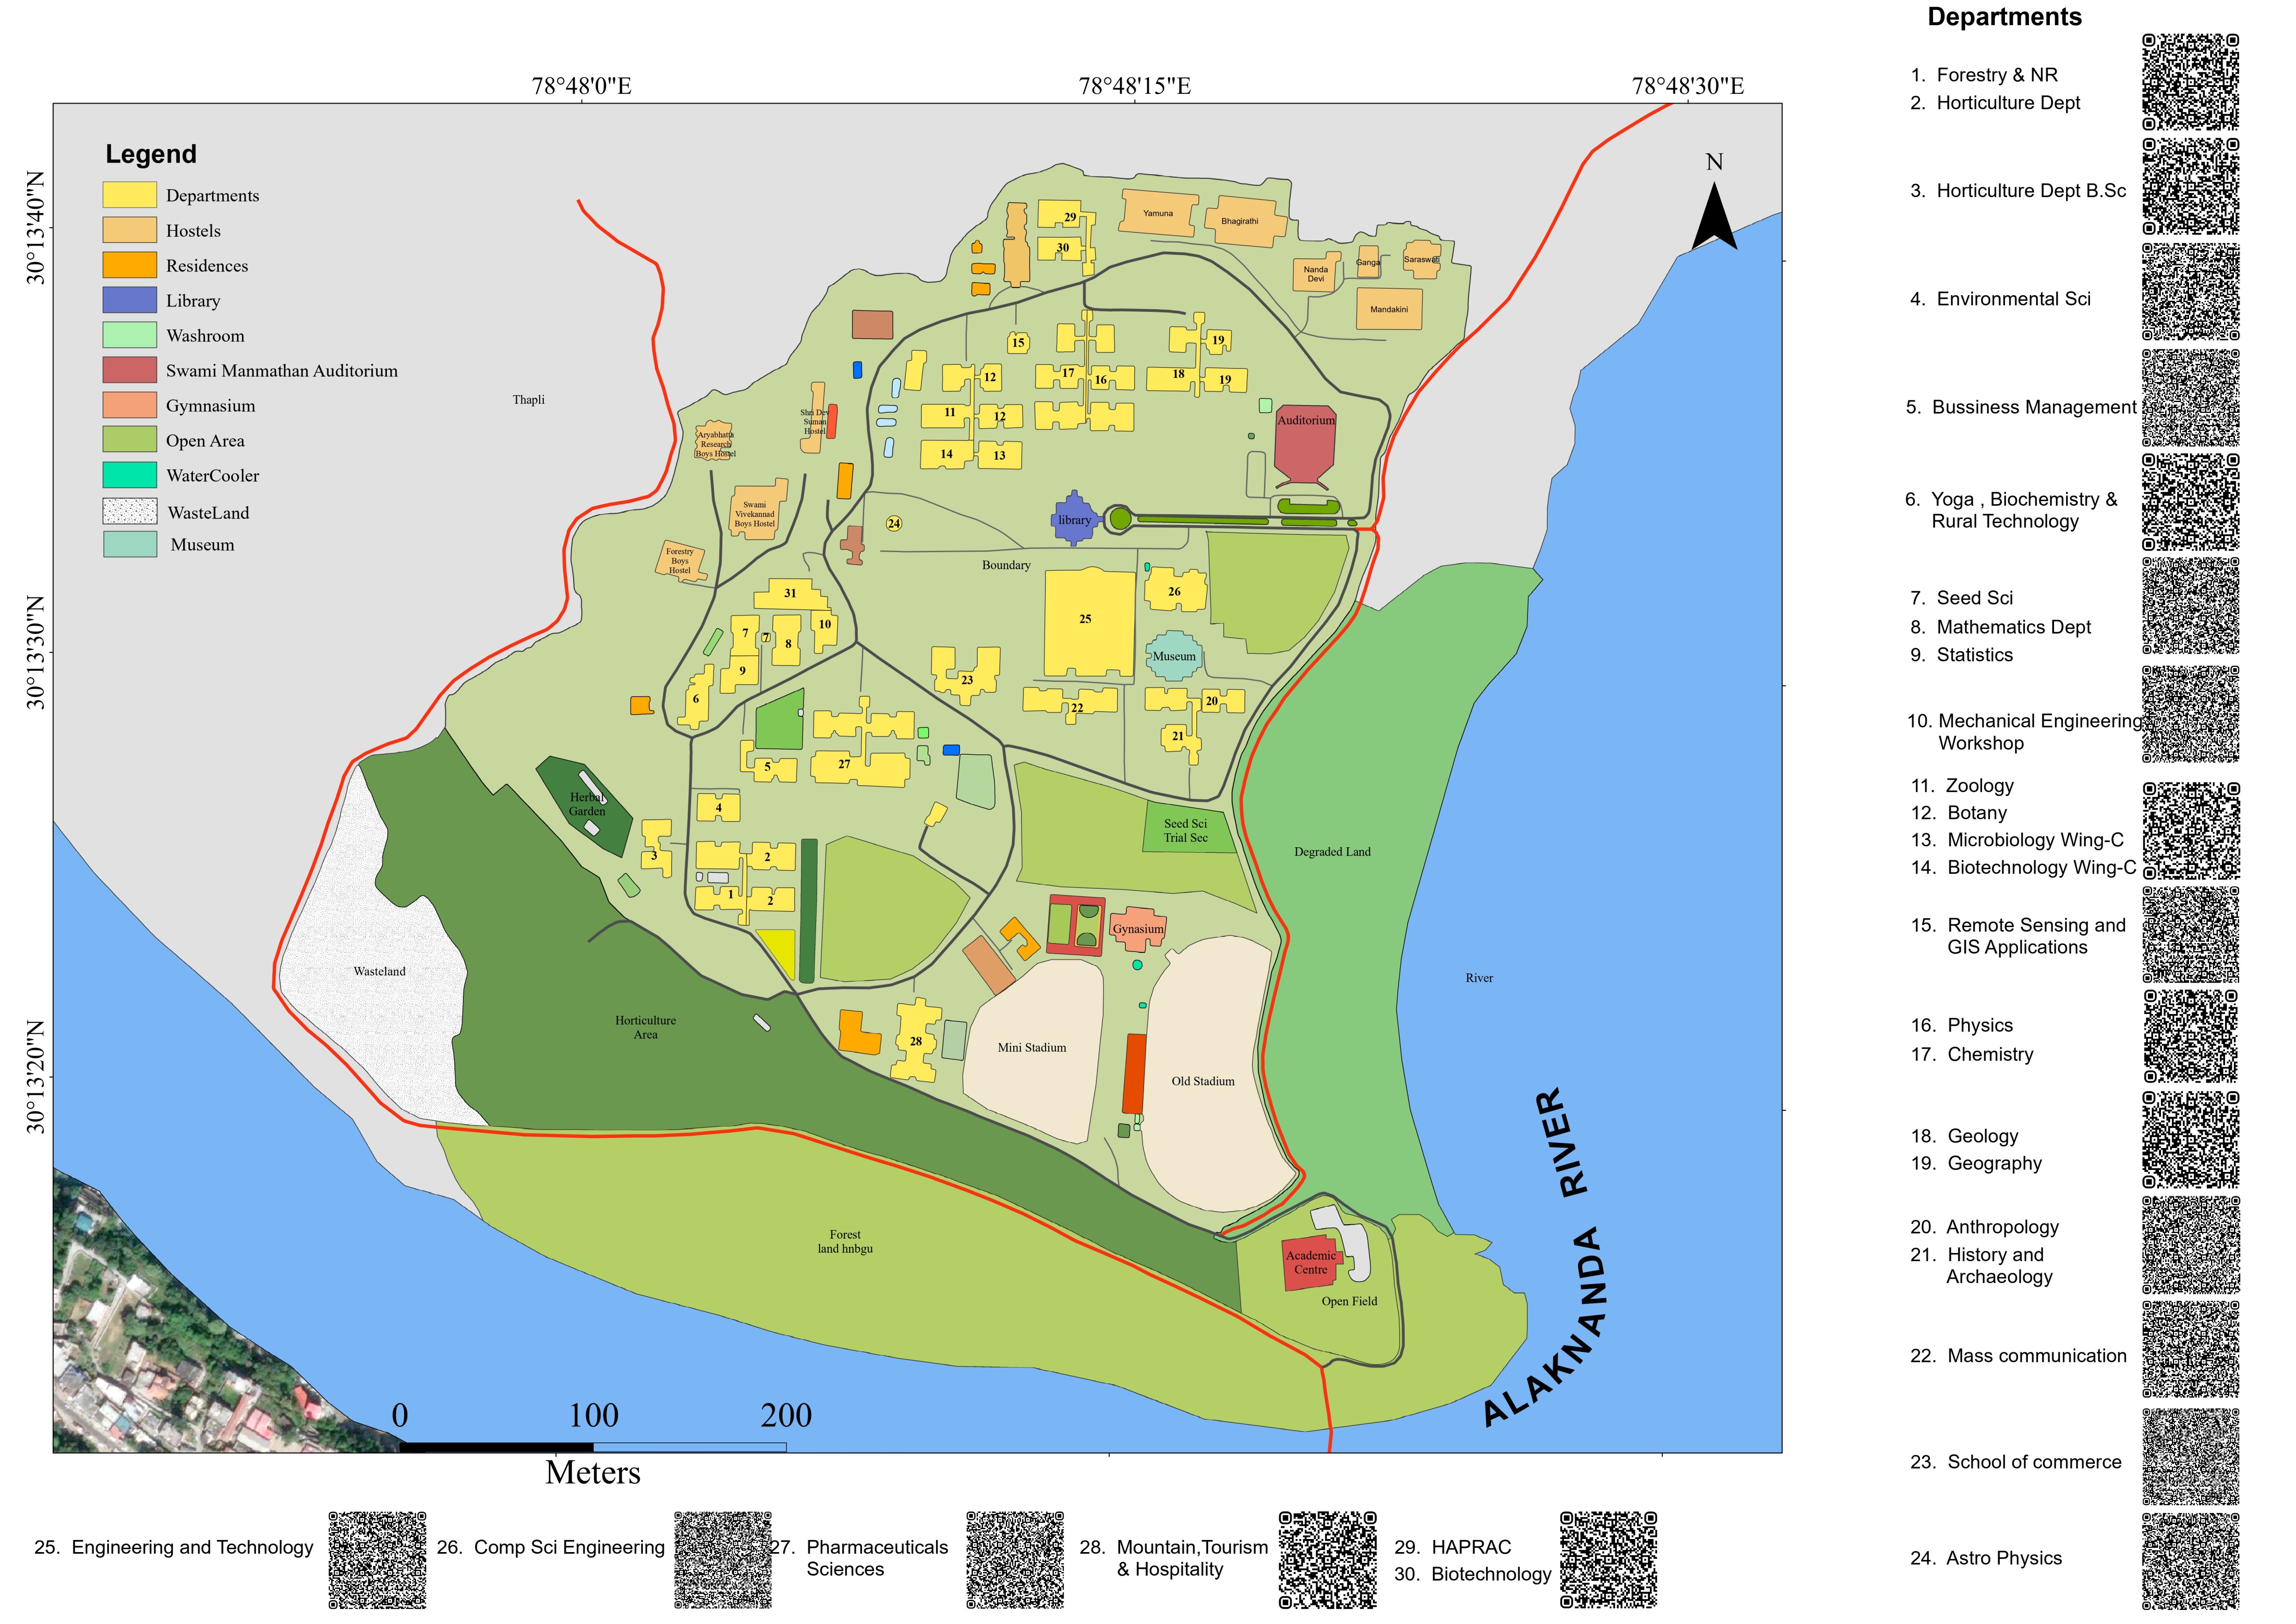 Departments
78°48'0"E
78°48'15"E
78°48'30"E
30°13'40"N
30°13'30"N
30°13'20"N
N
Legend
Departments
Hostels
Residences
Library
Washroom
Swami Manmathan Auditorium
Gymnasium
Open Area
WaterCooler
WasteLand
Museum
Thapli
29
30
Yamuna
Bhagirathi
Nanda
Devi
Ganga
Saraswati
Mandakini
15
12
17
16
18
19
19
11
12
14
13
Auditorium
Shri Dev
Suman
Hostel
Aryabhatta
Research
Boys Hostel
Swami
Vivekannad
Boys Hostel
Forestry
Boys
Hostel
24
library
Boundary
31
7
7
8
10
9
6
25
26
Museum
23
22
20
21
5
27
4
3
2
1
2
Herbal
Garden
Seed Sci
Trial Sec
Degraded Land
Gynasium
Wasteland
Horticulture
Area
28
Mini Stadium
Old Stadium
River
Forest
land hnbgu
Academic
Centre
Open Field
ALAKNANDA RIVER
0 100 200
Meters
1. Forestry & NR
2. Horticulture Dept
3. Horticulture Dept B.Sc
4. Environmental Sci
5. Bussiness Management
6. Yoga , Biochemistry &
Rural Technology
7. Seed Sci
8. Mathematics Dept
9. Statistics
10. Mechanical Engineering
Workshop
11. Zoology
12. Botany
13. Microbiology Wing-C
14. Biotechnology Wing-C
15. Remote Sensing and
GIS Applications
16. Physics
17. Chemistry
18. Geology
19. Geography
20. Anthropology
21. History and
Archaeology
22. Mass communication
23. School of commerce
24. Astro Physics
25. Engineering and Technology
26. Comp Sci Engineering
27. Pharmaceuticals
Sciences
28. Mountain,Tourism
& Hospitality
29. HAPRAC
30. Biotechnology